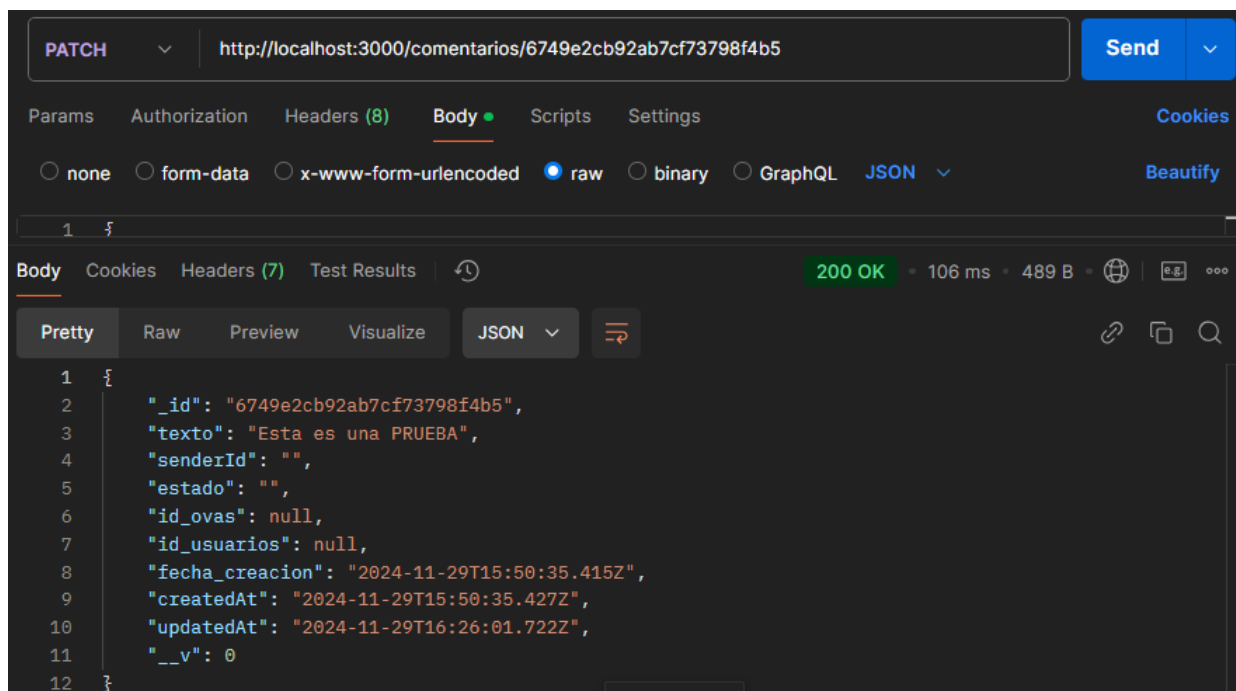 PATCH http://localhost:3000/comentarios/6749e2cb92ab7cf73798f4b5 Send
Params Authorization Headers (8) Body Scripts Settings Cookies
none form-data x-www-form-urlencoded raw binary GraphQL JSON Beautify
1 {
Body Cookies Headers (7) Test Results 200 OK 106 ms 489 B e.g.
Pretty Raw Preview Visualize JSON
1 {
2 "_id": "6749e2cb92ab7cf73798f4b5",
3 "texto": "Esta es una PRUEBA",
4 "senderId": "",
5 "estado": "",
6 "id_ovas": null,
7 "id_usuarios": null,
8 "fecha_creacion": "2024-11-29T15:50:35.415Z",
9 "createdAt": "2024-11-29T15:50:35.427Z",
10 "updatedAt": "2024-11-29T16:26:01.722Z",
11 "__v": 0
12 }